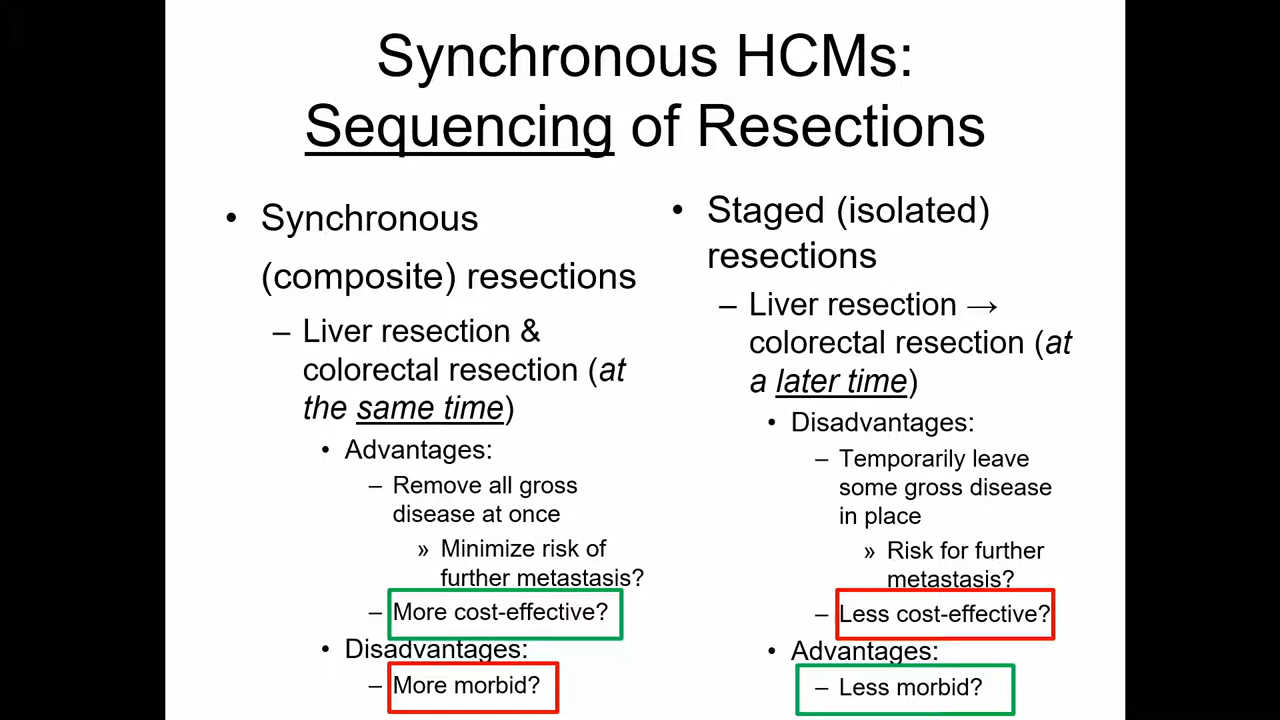 Synchronous HCMs:
Sequencing of Resections
• Synchronous
(composite) resections
– Liver resection &
colorectal resection (at
the same time)
• Advantages:
– Remove all gross
disease at once
» Minimize risk of
further metastasis?
– More cost-effective?
• Disadvantages:
– More morbid?
• Staged (isolated)
resections
– Liver resection →
colorectal resection (at
a later time)
• Disadvantages:
– Temporarily leave
some gross disease
in place
» Risk for further
metastasis?
– Less cost-effective?
• Advantages:
– Less morbid?